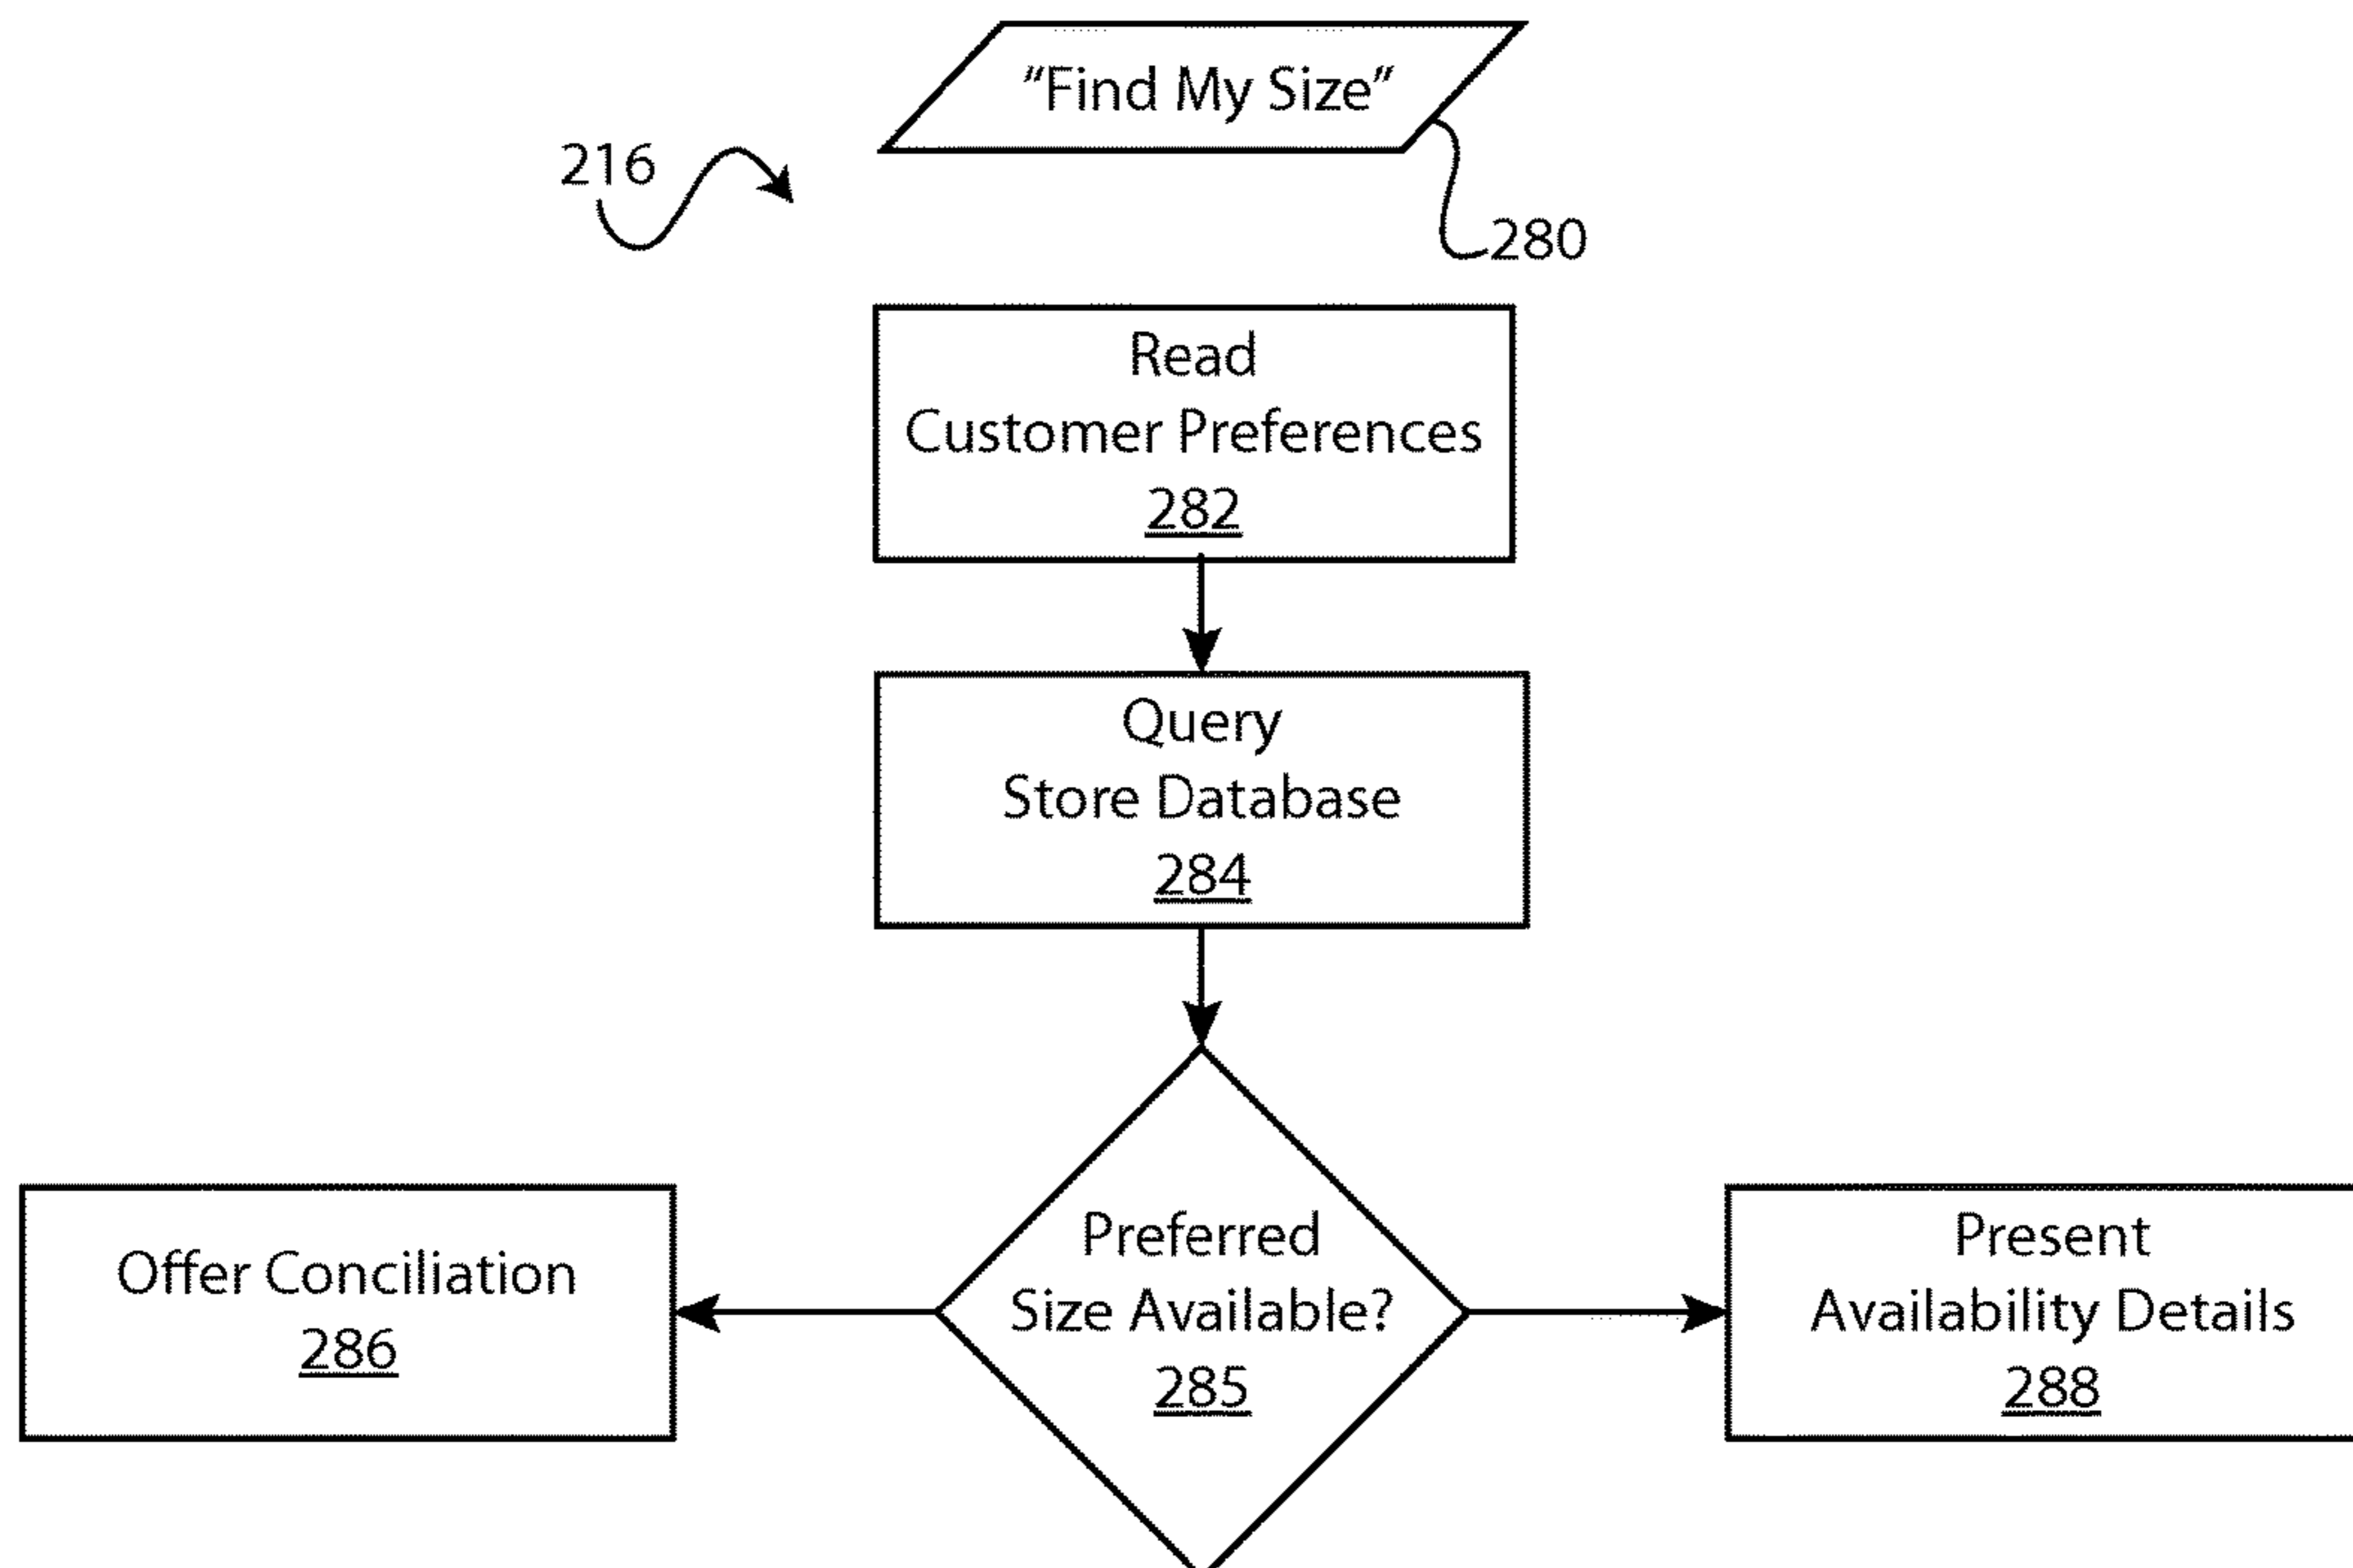 "Find My Size"
216
280
Read
Customer Preferences
282
Query
Store Database
284
Preferred
Size Available?
285
Offer Conciliation
286
Present
Availability Details
288